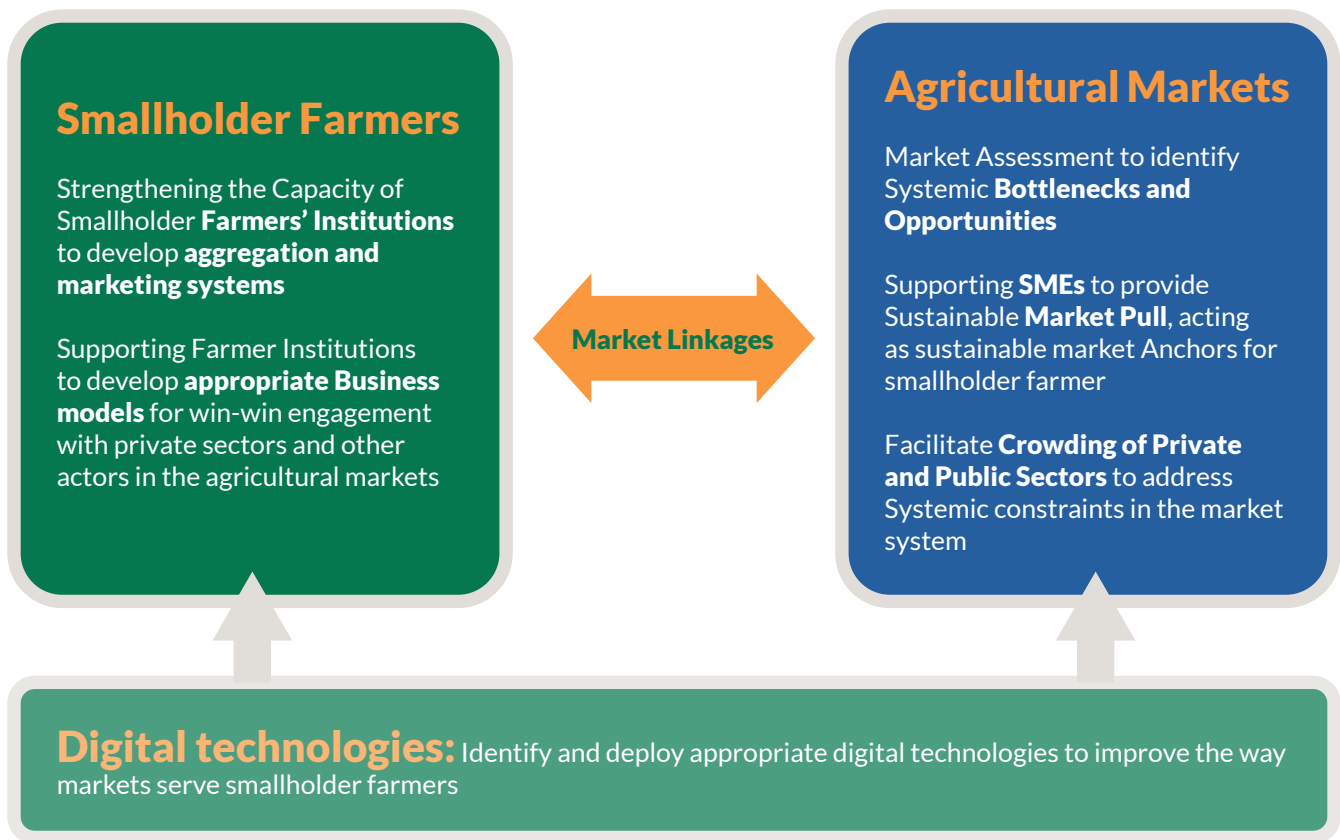 Smallholder Farmers
Strengthening the Capacity of
Smallholder Farmers’ Institutions
to develop aggregation and
marketing systems
Supporting Farmer Institutions
to develop appropriate Business
models for win-win engagement
with private sectors and other
actors in the agricultural markets
Market Linkages
Agricultural Markets
Market Assessment to identify
Systemic Bottlenecks and
Opportunities
Supporting SMEs to provide
Sustainable Market Pull, acting
as sustainable market Anchors for
smallholder farmer
Facilitate Crowding of Private
and Public Sectors to address
Systemic constraints in the market
system
Digital technologies: Identify and deploy appropriate digital technologies to improve the way
markets serve smallholder farmers